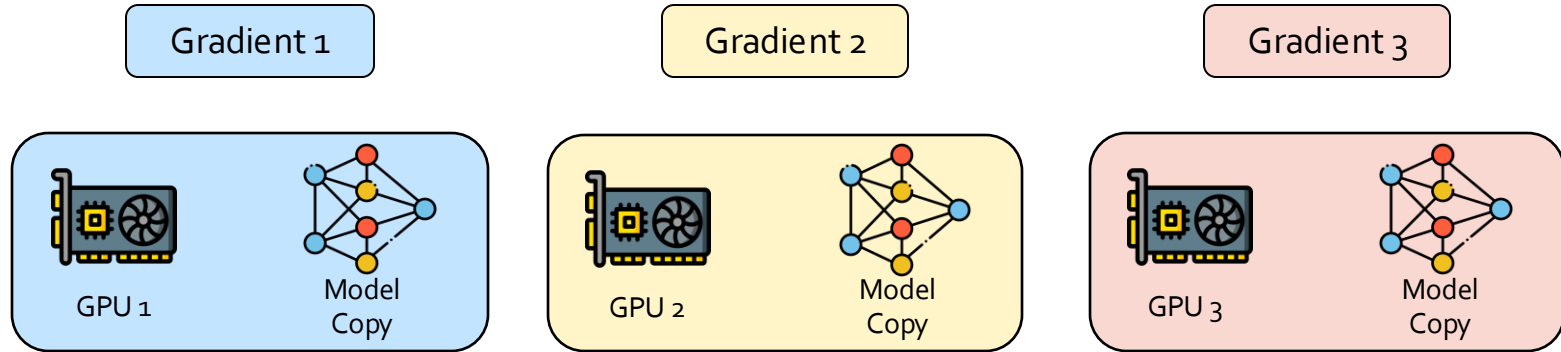 Gradient 1
Gradient 2
Gradient 3
GPU 1
Model
Copy
GPU 2
Model
Copy
GPU 3
Model
Copy